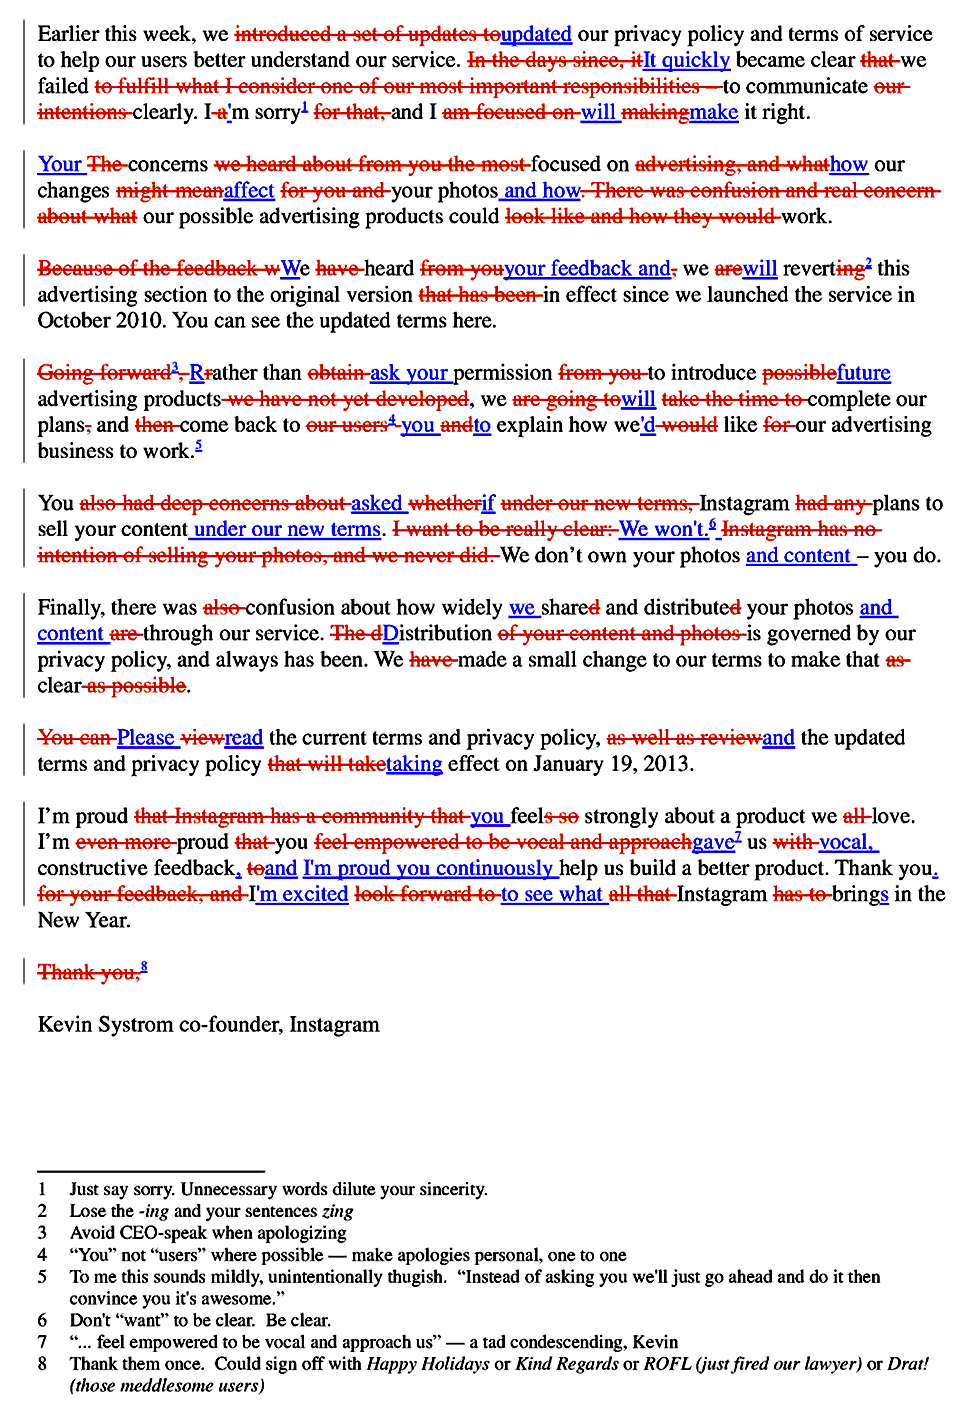 Earlier this week, we introduced a set of updates toupdated our privacy policy and terms of service
to help our users better understand our service. In the days since, itIt quickly became clear that we
failed to fulfill what I consider one of our most important responsibilities – to communicate our
intentions clearly. I a'm sorry1 for that, and I am focused on will makingmake it right.
Your The concerns we heard about from you the most focused on advertising, and whathow our
changes might meanaffect for you and your photos and how. There was confusion and real concern
about what our possible advertising products could look like and how they would work.
Because of the feedback wWe have heard from youyour feedback and, we arewill reverting2 this
advertising section to the original version that has been in effect since we launched the service in
October 2010. You can see the updated terms here.
Going forward3, Rrather than obtain ask your permission from you to introduce possiblefuture
advertising products we have not yet developed, we are going towill take the time to complete our
plans, and then come back to our users4 you andto explain how we'd would like for our advertising
business to work.5
You also had deep concerns about asked whetherif under our new terms, Instagram had any plans to
sell your content under our new terms. I want to be really clear: We won't.6 Instagram has no
intention of selling your photos, and we never did. We don’t own your photos and content – you do.
Finally, there was also confusion about how widely we shared and distributed your photos and
content are through our service. The dDistribution of your content and photos is governed by our
privacy policy, and always has been. We have made a small change to our terms to make that as
clear as possible.
You can Please viewread the current terms and privacy policy, as well as reviewand the updated
terms and privacy policy that will taketaking effect on January 19, 2013.
I’m proud that Instagram has a community that you feels so strongly about a product we all love.
I’m even more proud that you feel empowered to be vocal and approachgave7 us with vocal,
constructive feedback, toand I'm proud you continuously help us build a better product. Thank you.
for your feedback, and I'm excited look forward to to see what all that Instagram has to brings in the
New Year.
Thank you,8
Kevin Systrom co-founder, Instagram
1 Just say sorry. Unnecessary words dilute your sincerity.
2 Lose the -ing and your sentences zing
3 Avoid CEO-speak when apologizing
4 “You” not “users” where possible — make apologies personal, one to one
5 To me this sounds mildly, unintentionally thugish. “Instead of asking you we'll just go ahead and do it then
convince you it's awesome.”
6 Don't “want” to be clear. Be clear.
7 “... feel empowered to be vocal and approach us” — a tad condescending, Kevin
8 Thank them once. Could sign off with Happy Holidays or Kind Regards or ROFL (just fired our lawyer) or Drat!
(those meddlesome users)